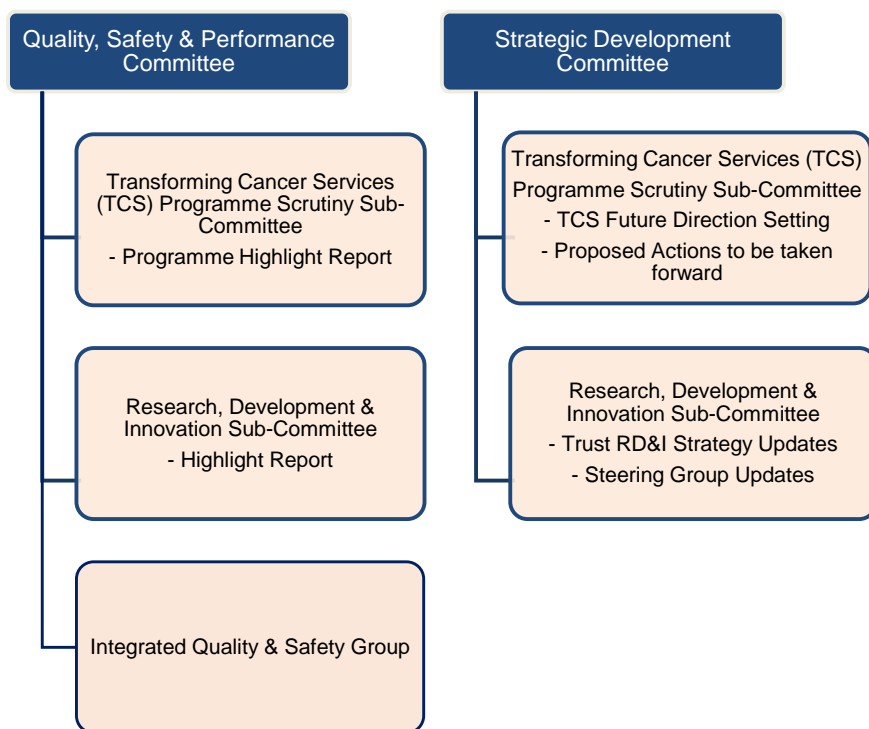 Quality, Safety & Performance
Committee
Transforming Cancer Services
(TCS) Programme Scrutiny Sub-
Committee
- Programme Highlight Report
Research, Development &
Innovation Sub-Committee
- Highlight Report
Integrated Quality & Safety Group
Strategic Development
Committee
Transforming Cancer Services (TCS)
Programme Scrutiny Sub-Committee
- TCS Future Direction Setting
- Proposed Actions to be taken
forward
Research, Development &
Innovation Sub-Committee
- Trust RD&I Strategy Updates
- Steering Group Updates